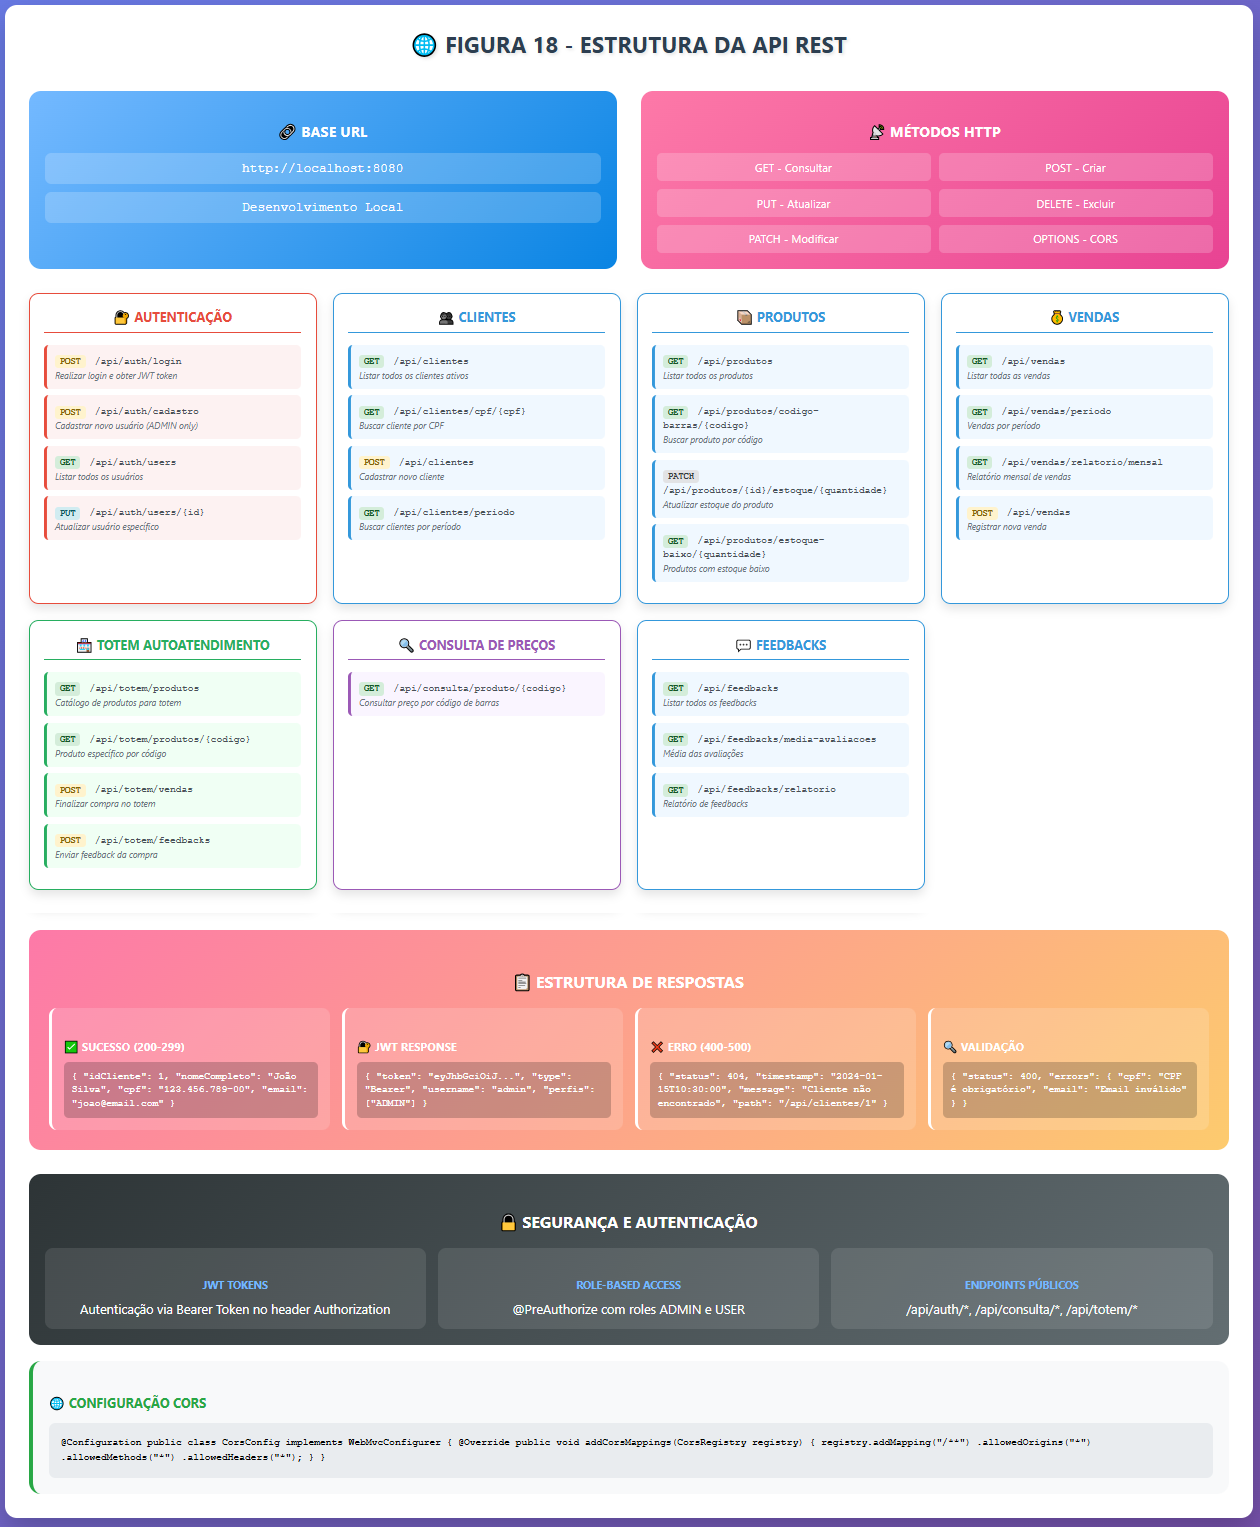 FIGURA 18 - ESTRUTURA DA API REST
BASE URL
http://localhost:8080
Desenvolvimento Local
MÉTODOS HTTP
GET - Consultar
POST - Criar
PUT - Atualizar
DELETE - Excluir
PATCH - Modificar
OPTIONS - CORS
AUTENTICAÇÃO
POST /api/auth/login
Realizar login e obter JWT token
POST /api/auth/cadastro
Cadastrar novo usuário (ADMIN only)
GET /api/auth/users
Listar todos os usuários
PUT /api/auth/users/{id}
Atualizar usuário específico
CLIENTES
GET /api/clientes
Listar todos os clientes ativos
GET /api/clientes/cpf/{cpf}
Buscar cliente por CPF
POST /api/clientes
Cadastrar novo cliente
GET /api/clientes/periodo
Buscar clientes por período
PRODUTOS
GET /api/produtos
Listar todos os produtos
GET /api/produtos/codigo-
barras/{codigo}
Buscar produto por código
PATCH
/api/produtos/{id}/estoque/{quantidade}
Atualizar estoque do produto
GET /api/produtos/estoque-
baixo/{quantidade}
Produtos com estoque baixo
VENDAS
GET /api/vendas
Listar todas as vendas
GET /api/vendas/periodo
Vendas por período
GET /api/vendas/relatorio/mensal
Relatório mensal de vendas
POST /api/vendas
Registrar nova venda
TOTEM AUTOATENDIMENTO
GET /api/totem/produtos
Catálogo de produtos para totem
GET /api/totem/produtos/{codigo}
Produto específico por código
POST /api/totem/vendas
Finalizar compra no totem
POST /api/totem/feedbacks
Enviar feedback da compra
CONSULTA DE PREÇOS
GET /api/consulta/produto/{codigo}
Consultar preço por código de barras
FEEDBACKS
GET /api/feedbacks
Listar todos os feedbacks
GET /api/feedbacks/media-avaliacoes
Média das avaliações
GET /api/feedbacks/relatorio
Relatório de feedbacks
ESTRUTURA DE RESPOSTAS
SUCESSO (200-299)
{ "idCliente": 1, "nomeCompleto": "João
Silva", "cpf": "123.456.789-00", "email":
"joao@email.com" }
JWT RESPONSE
{ "token": "eyJhbGciOiJ...", "type":
"Bearer", "username": "admin", "perfis":
["ADMIN"] }
ERRO (400-500)
{ "status": 404, "timestamp": "2024-01-
15T10:30:00", "message": "Cliente não
encontrado", "path": "/api/clientes/1" }
VALIDAÇÃO
{ "status": 400, "errors": { "cpf": "CPF
é obrigatório", "email": "Email inválido"
} }
SEGURANÇA E AUTENTICAÇÃO
JWT TOKENS
Autenticação via Bearer Token no header Authorization
ROLE-BASED ACCESS
@PreAuthorize com roles ADMIN e USER
ENDPOINTS PÚBLICOS
/api/auth/*, /api/consulta/*, /api/totem/*
CONFIGURAÇÃO CORS
@Configuration public class CorsConfig implements WebMvcConfigurer { @Override public void addCorsMappings(CorsRegistry registry) { registry.addMapping("/**") .allowedOrigins("*")
.allowedMethods("*") .allowedHeaders("*"); } }